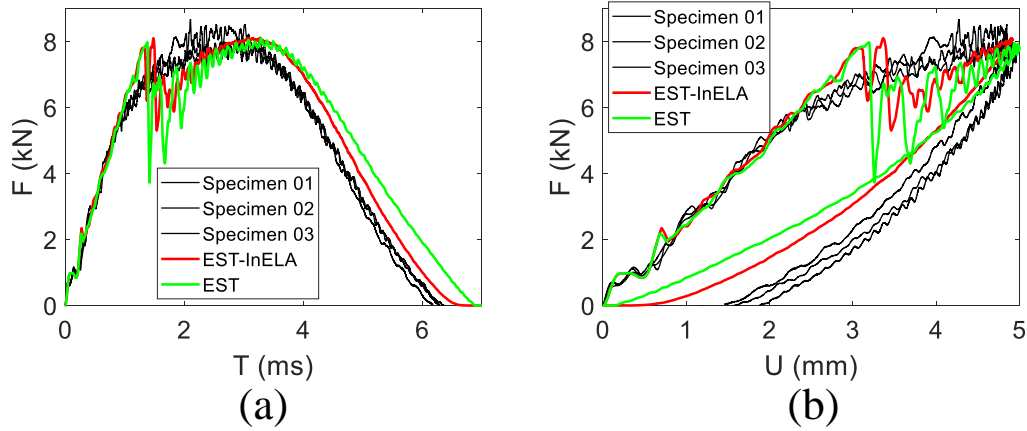 F (kN)
8
6
4
2
0
Specimen 01
Specimen 02
Specimen 03
EST-InELA
EST
0 2 4 6
T (ms)
(a)
F (kN)
8
6
4
2
0
Specimen 01
Specimen 02
Specimen 03
EST-InELA
EST
0 1 2 3 4 5
U (mm)
(b)